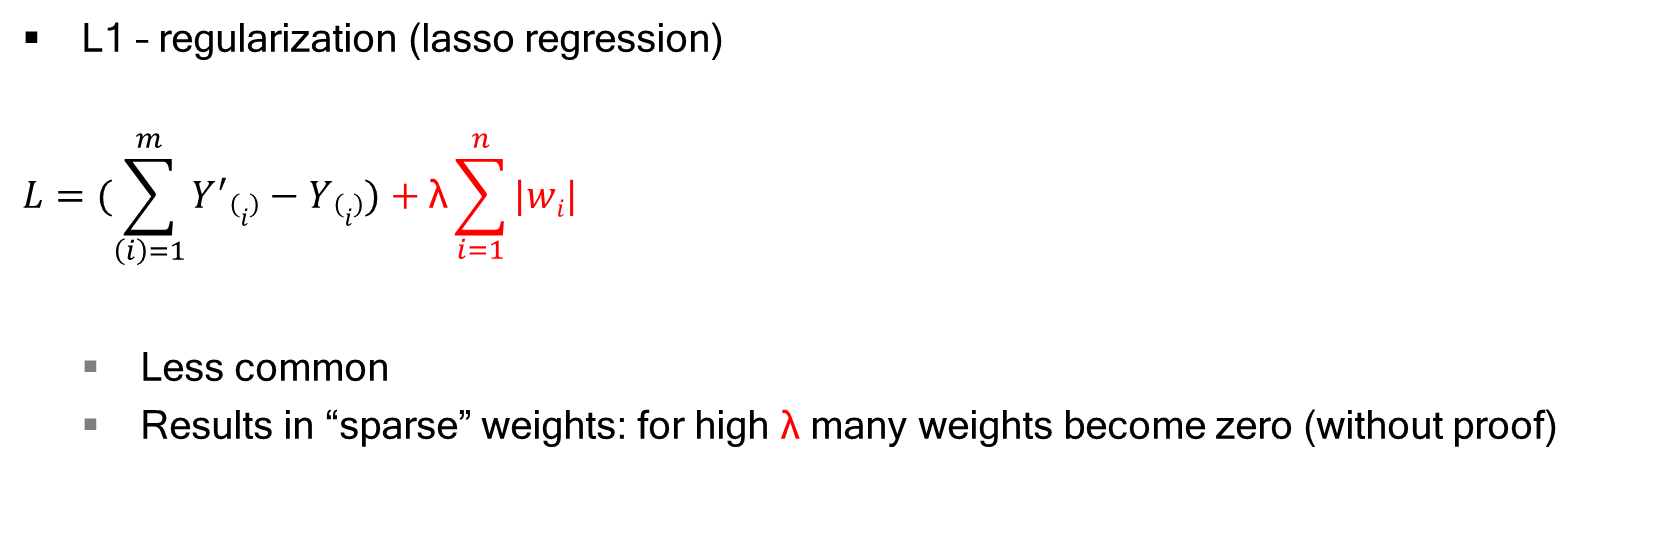 ▪ L1 - regularization (lasso regression)
L = (∑_{(i)=1}^{m} Y′_{(i)} − Y_{(i)}) + λ ∑_{i=1}^{n} |w_i|
▪ Less common
▪ Results in “sparse” weights: for high λ many weights become zero (without proof)